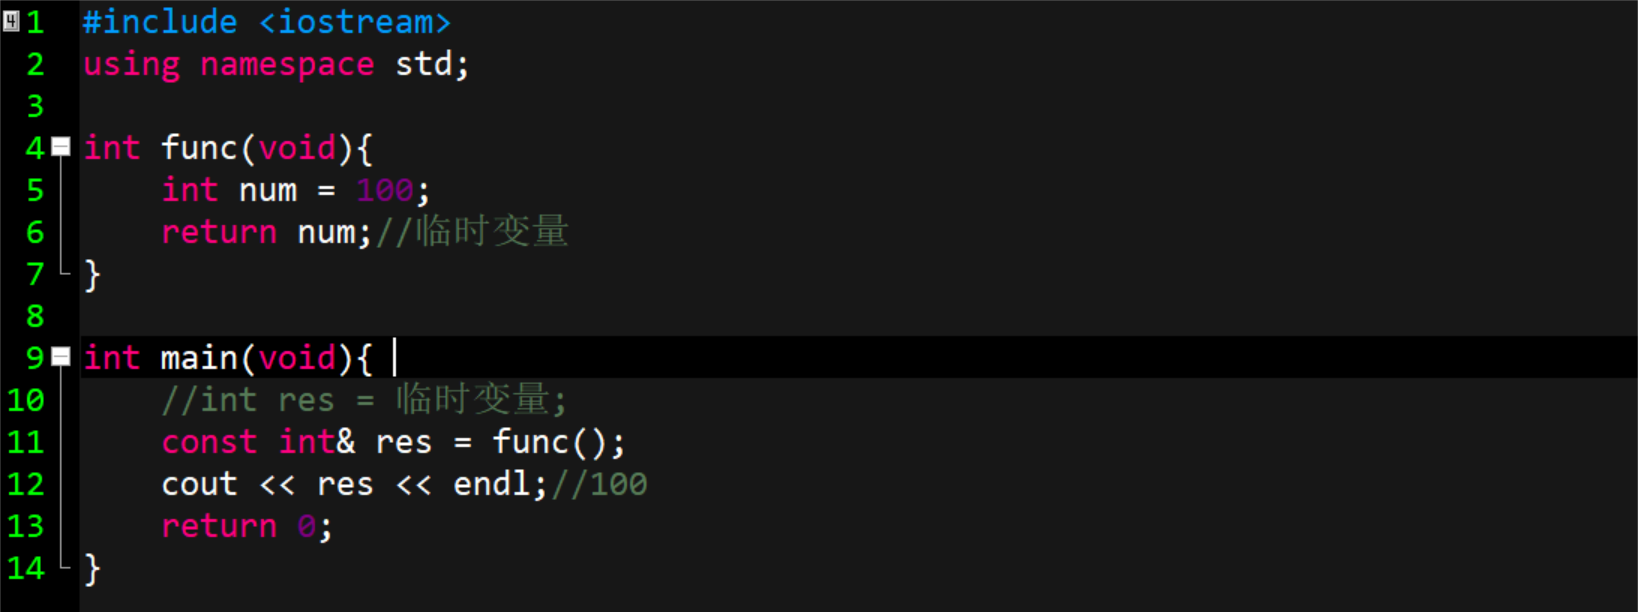 1 #include <iostream>
2 using namespace std;
3
4 int func(void){
5     int num = 100;
6     return num;//临时变量
7 }
8
9 int main(void){
10     //int res = 临时变量;
11     const int& res = func();
12     cout << res << endl;//100
13     return 0;
14 }